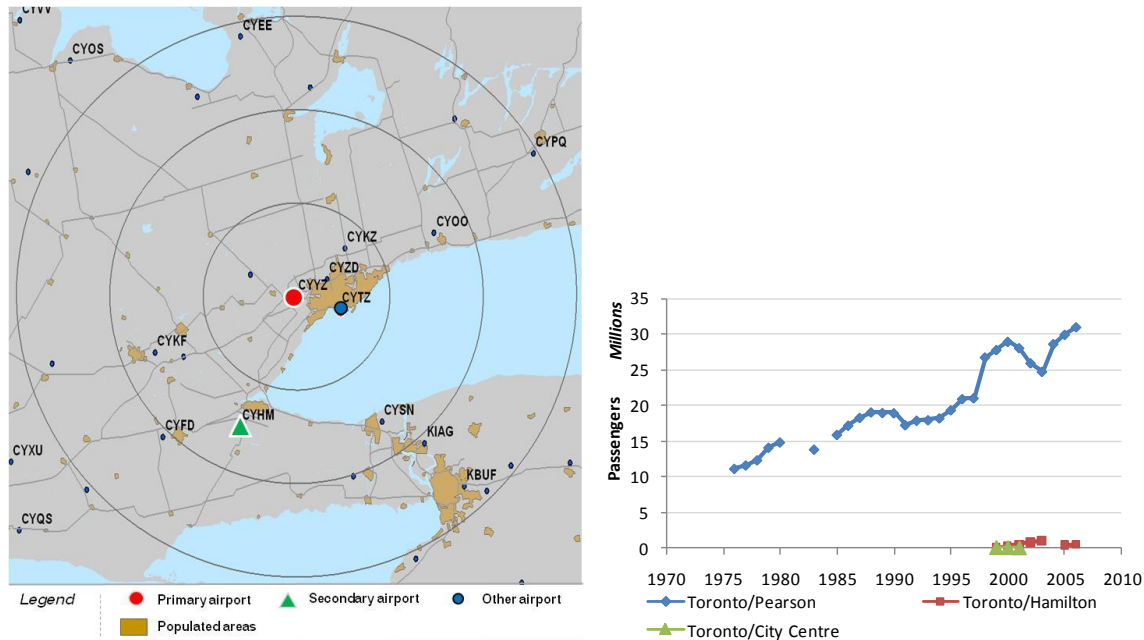 CYVV
CYEE
CYOS
CYPQ
CYOO
CYKZ
CYZD
CYYZ
CYTZ
CYKF
CYHM
CYSN
CYFD
KIAG
CYXU
KBUF
CYQS
Legend
Primary airport
Secondary airport
Other airport
Populated areas
Passengers Millions
35
30
25
20
15
10
5
0
1970 1975 1980 1985 1990 1995 2000 2005 2010
Toronto/Pearson
Toronto/Hamilton
Toronto/City Centre